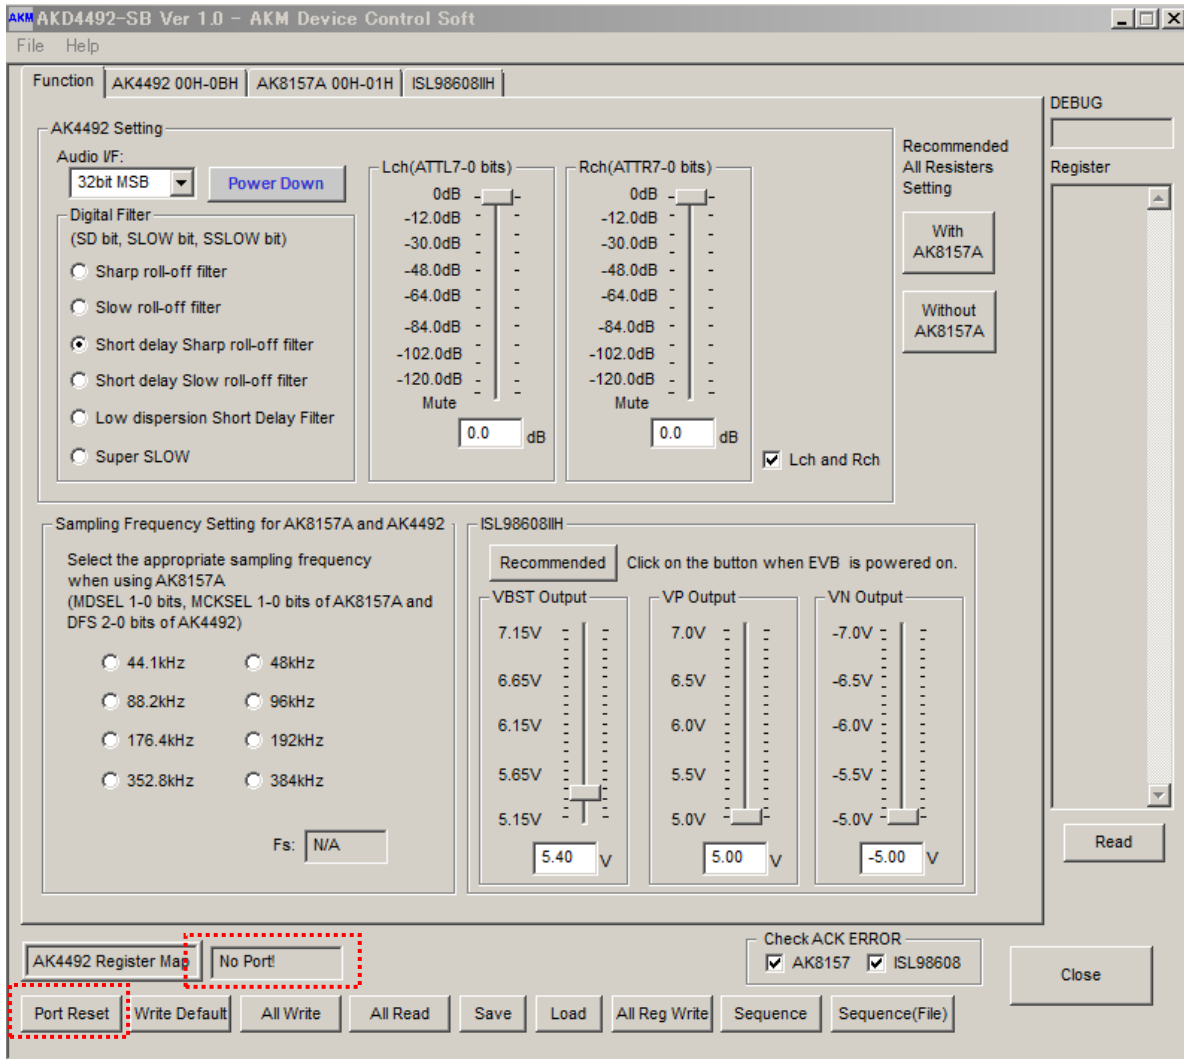 AKM AKD4492-SB Ver 1.0 - AKM Device Control Soft
File Help
Function AK4492 00H-0BH AK8157A 00H-01H ISL98608IIH
AK4492 Setting
Audio I/F:
32bit MSB
Power Down
Digital Filter
(SD bit, SLOW bit, SSLOW bit)
Sharp roll-off filter
Slow roll-off filter
Short delay Sharp roll-off filter
Short delay Slow roll-off filter
Low dispersion Short Delay Filter
Super SLOW
Lch(ATTL7-0 bits)
0dB
-12.0dB
-30.0dB
-48.0dB
-64.0dB
-84.0dB
-102.0dB
-120.0dB
Mute
0.0 dB
Rch(ATTR7-0 bits)
0dB
-12.0dB
-30.0dB
-48.0dB
-64.0dB
-84.0dB
-102.0dB
-120.0dB
Mute
0.0 dB
Lch and Rch
Recommended
All Resisters
Setting
With
AK8157A
Without
AK8157A
DEBUG
Register
Read
Sampling Frequency Setting for AK8157A and AK4492
Select the appropriate sampling frequency
when using AK8157A
(MDSEL 1-0 bits, MCKSEL 1-0 bits of AK8157A and
DFS 2-0 bits of AK4492)
44.1kHz 48kHz
88.2kHz 96kHz
176.4kHz 192kHz
352.8kHz 384kHz
Fs: N/A
ISL98608IIH
Recommended Click on the button when EVB is powered on.
VBST Output
7.15V
6.65V
6.15V
5.65V
5.15V
5.40 V
VP Output
7.0V
6.5V
6.0V
5.5V
5.0V
5.00 V
VN Output
-7.0V
-6.5V
-6.0V
-5.5V
-5.0V
-5.00 V
AK4492 Register Map No Port!
Check ACK ERROR
AK8157 ISL98608
Close
Port Reset Write Default All Write All Read Save Load All Reg Write Sequence Sequence(File)